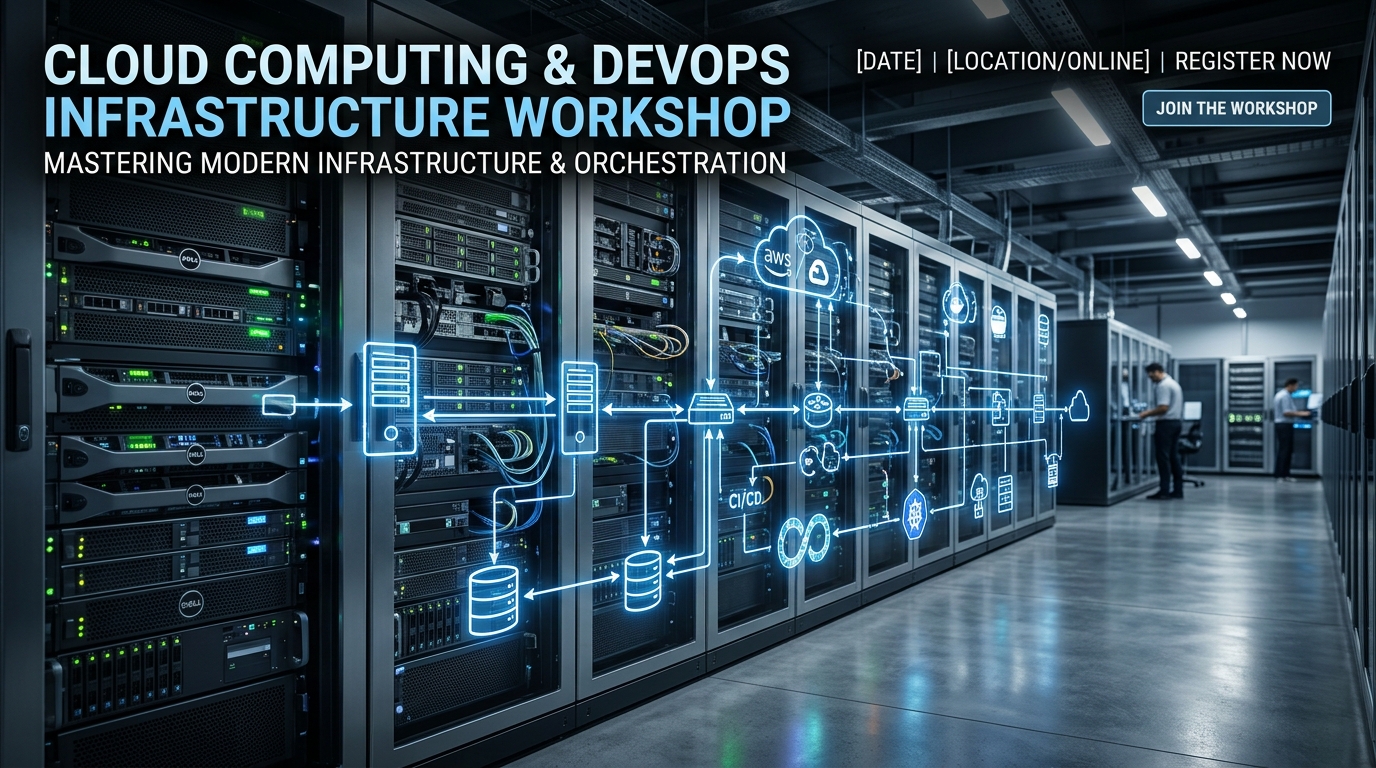 CLOUD COMPUTING & DEVOPS
INFRASTRUCTURE WORKSHOP
MASTERING MODERN INFRASTRUCTURE & ORCHESTRATION
[DATE] | [LOCATION/ONLINE] | REGISTER NOW
JOIN THE WORKSHOP
aws
CI/CD
DELL
DELL
DELL
DELL